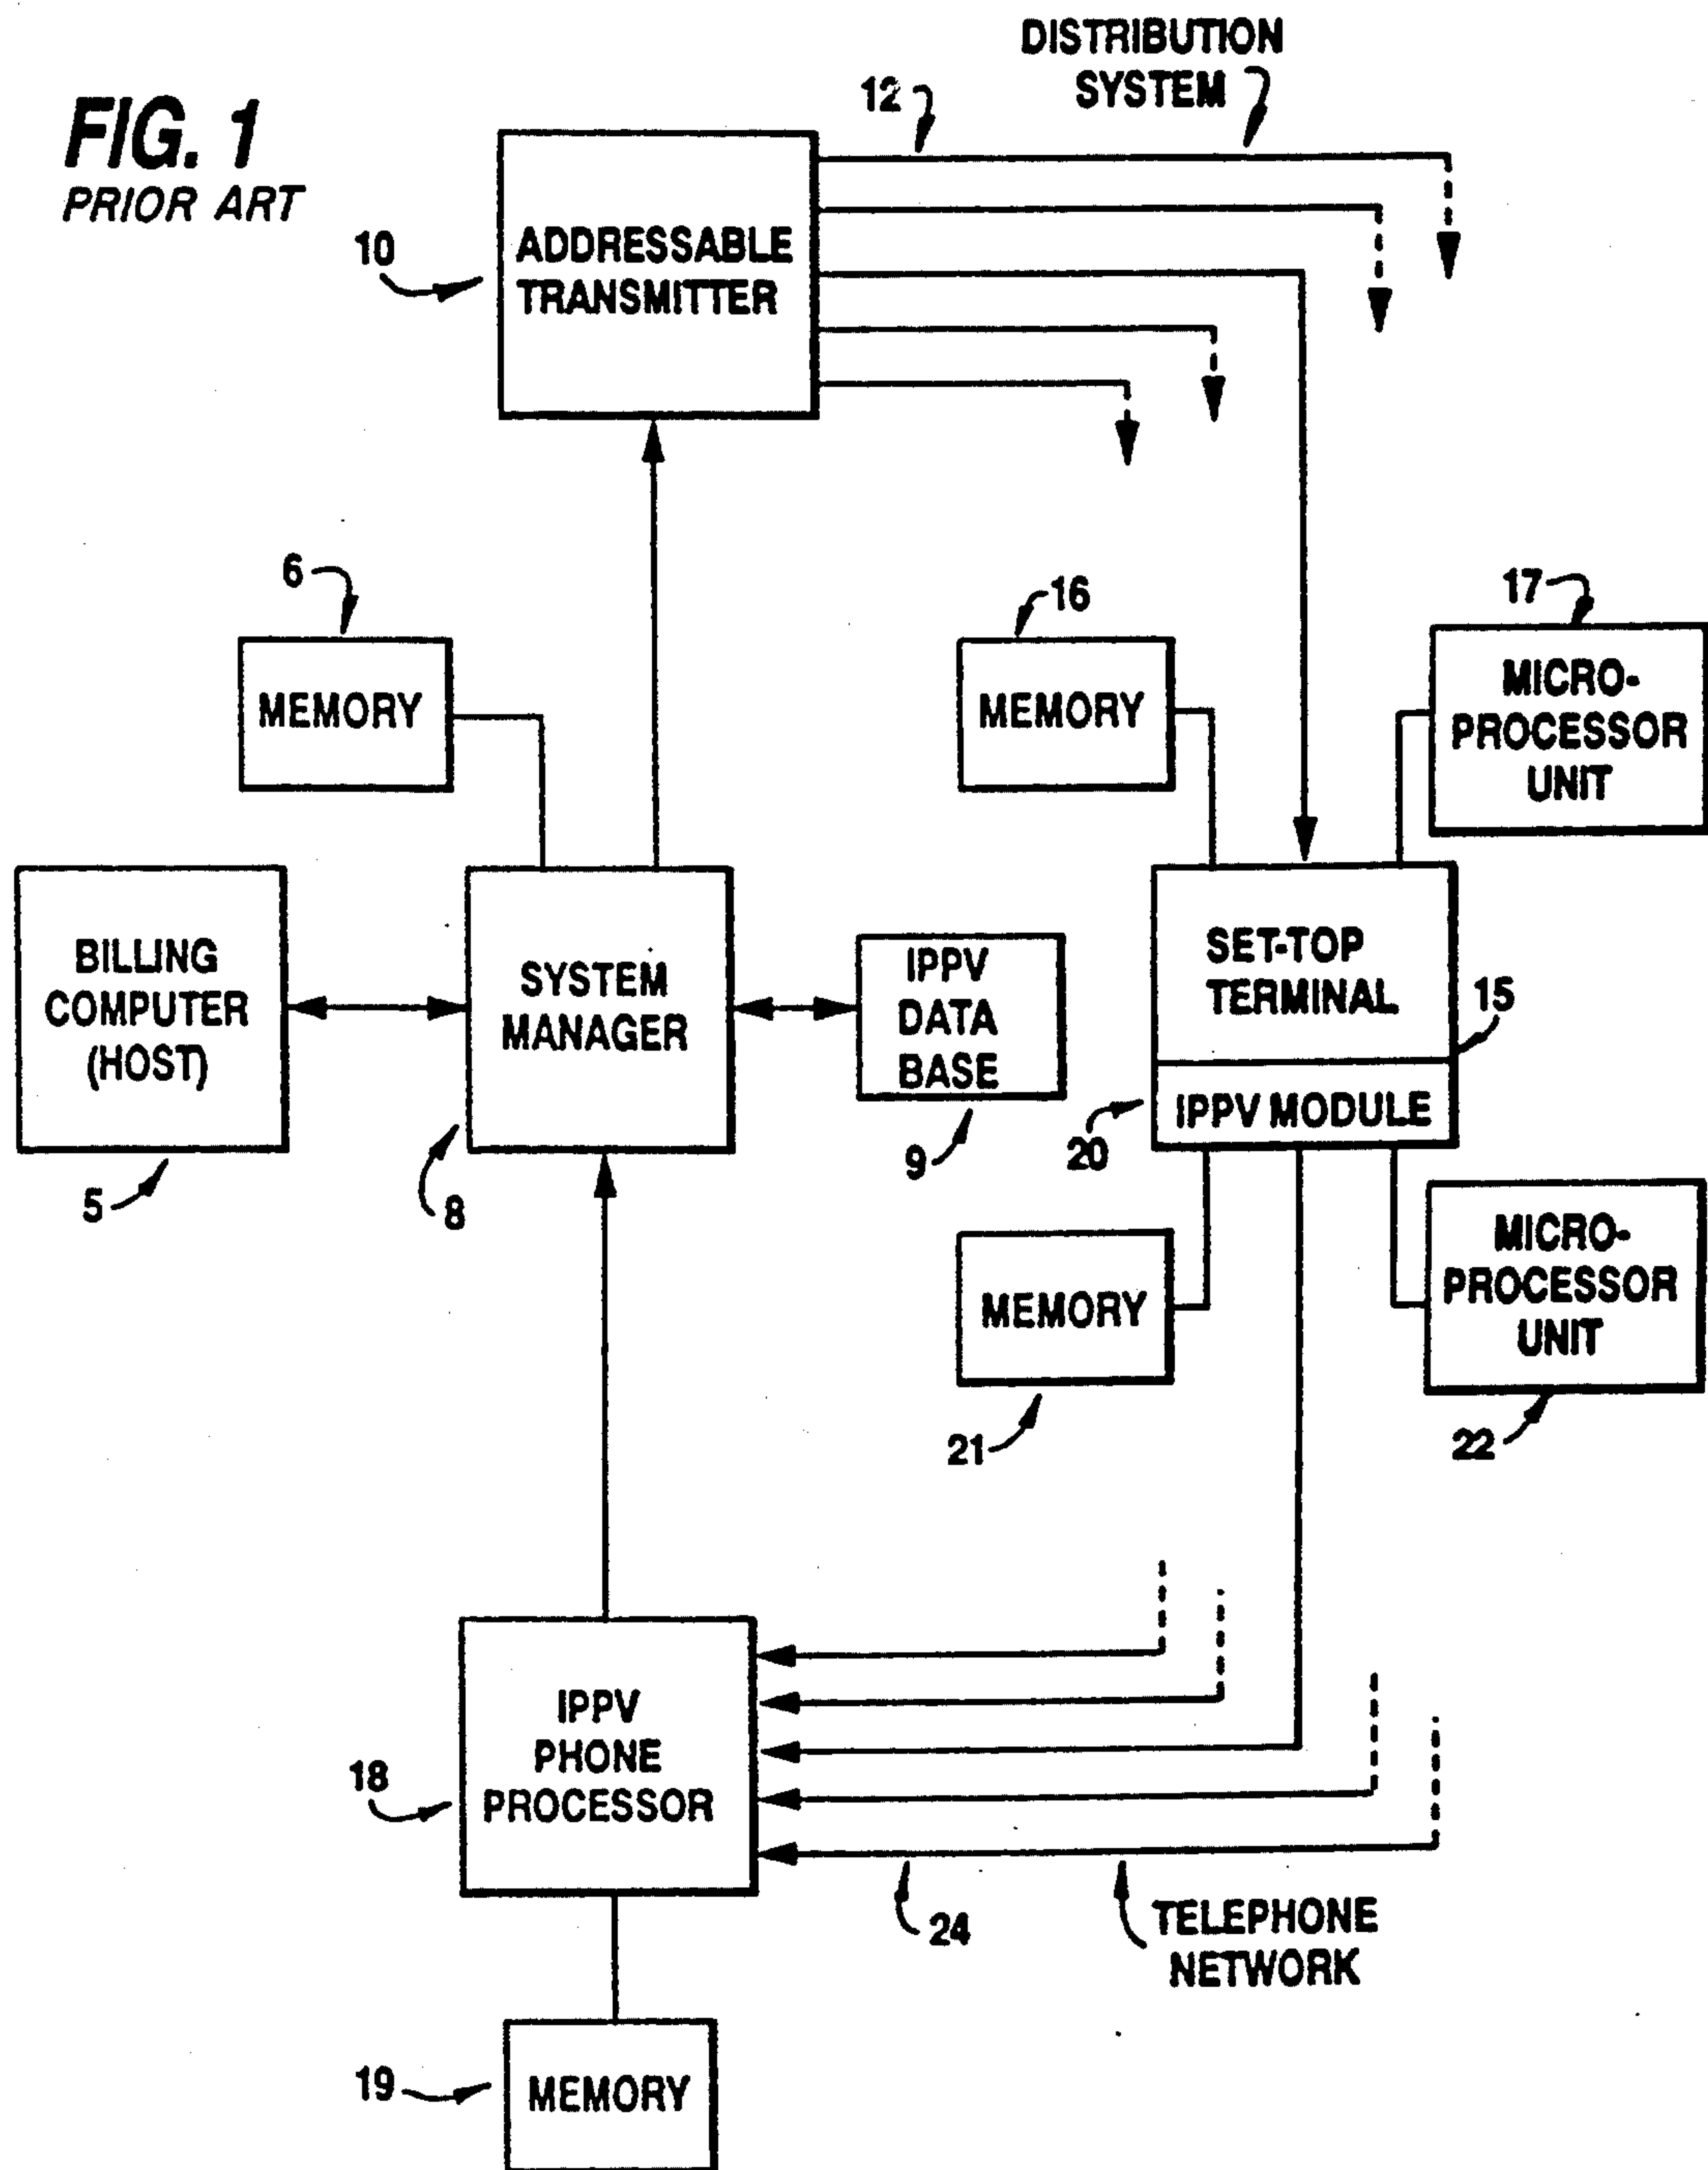 FIG. 1
PRIOR ART
DISTRIBUTION
SYSTEM
12
10
ADDRESSABLE
TRANSMITTER
6
MEMORY
16
MEMORY
17
MICRO-
PROCESSOR
UNIT
BILLING
COMPUTER
(HOST)
5
SYSTEM
MANAGER
8
IPPV
DATA
BASE
9
SET-TOP
TERMINAL
15
IPPV MODULE
20
MEMORY
21
MICRO-
PROCESSOR
UNIT
22
IPPV
PHONE
PROCESSOR
18
24
TELEPHONE
NETWORK
19
MEMORY